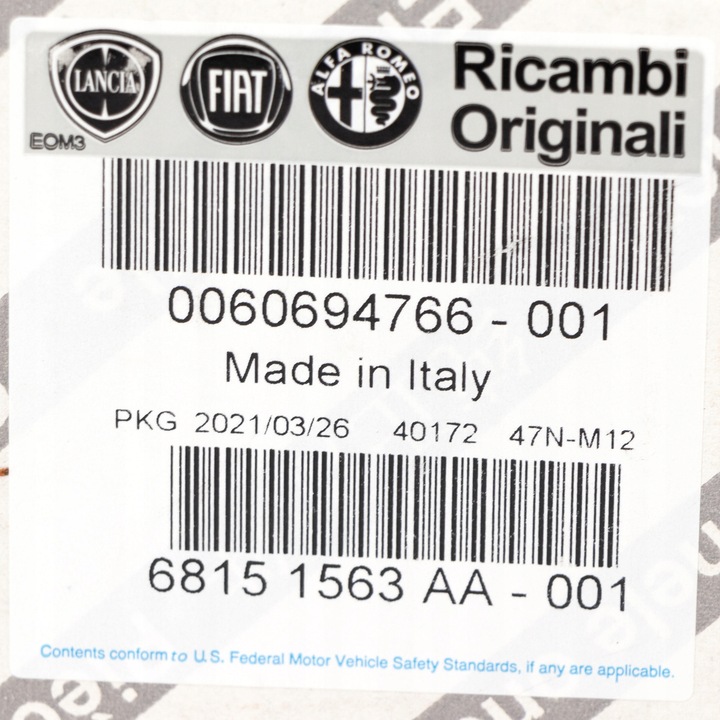 LANCIA FIAT ALFA ROMEO Ricambi
EOM3 Originali
0060694766 - 001
Made in Italy
PKG 2021/03/26 40172 47N-M12
6815 1563 AA - 001
Contents conform to U.S. Federal Motor Vehicle Safety Standards, if any are applicable.